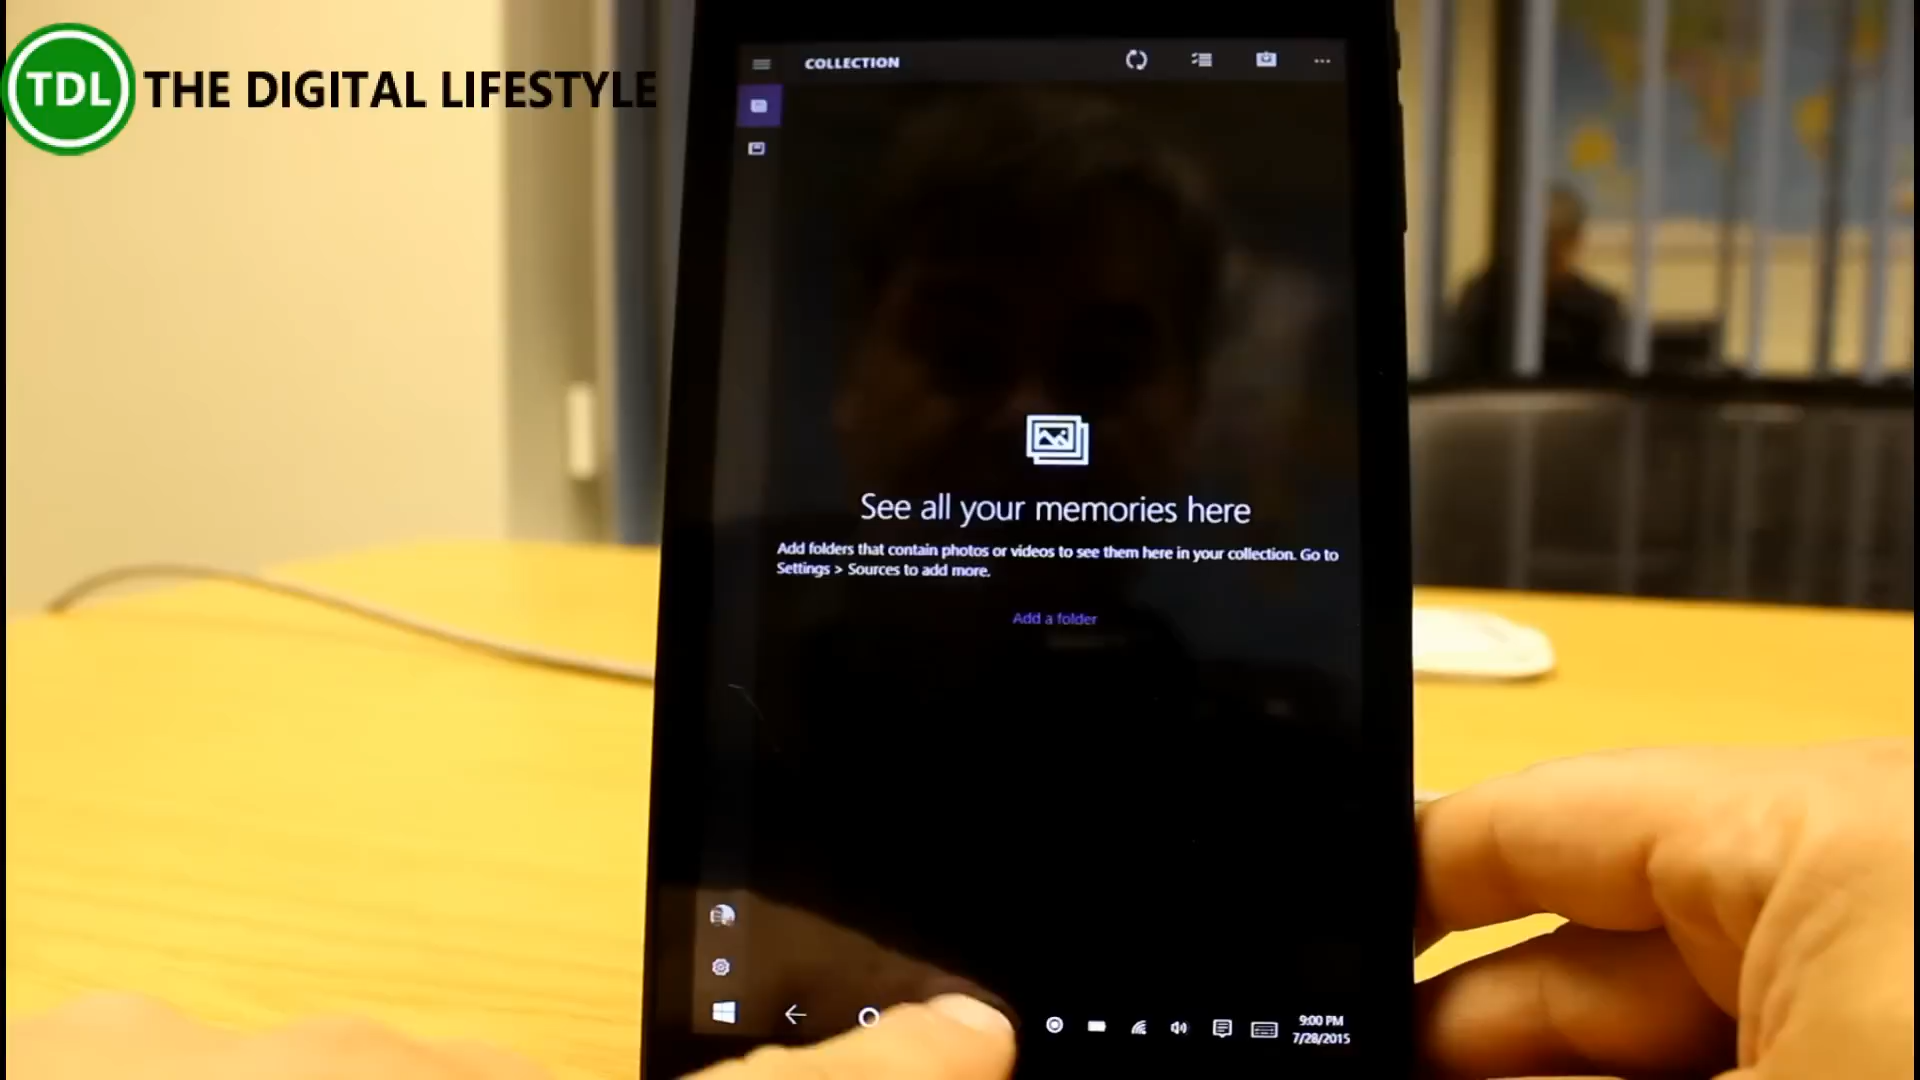 TDL THE DIGITAL LIFESTYLE
COLLECTION
See all your memories here
Add folders that contain photos or videos to see them here in your collection. Go to
Settings > Sources to add more.
Add a folder
9:00 PM
7/28/2015